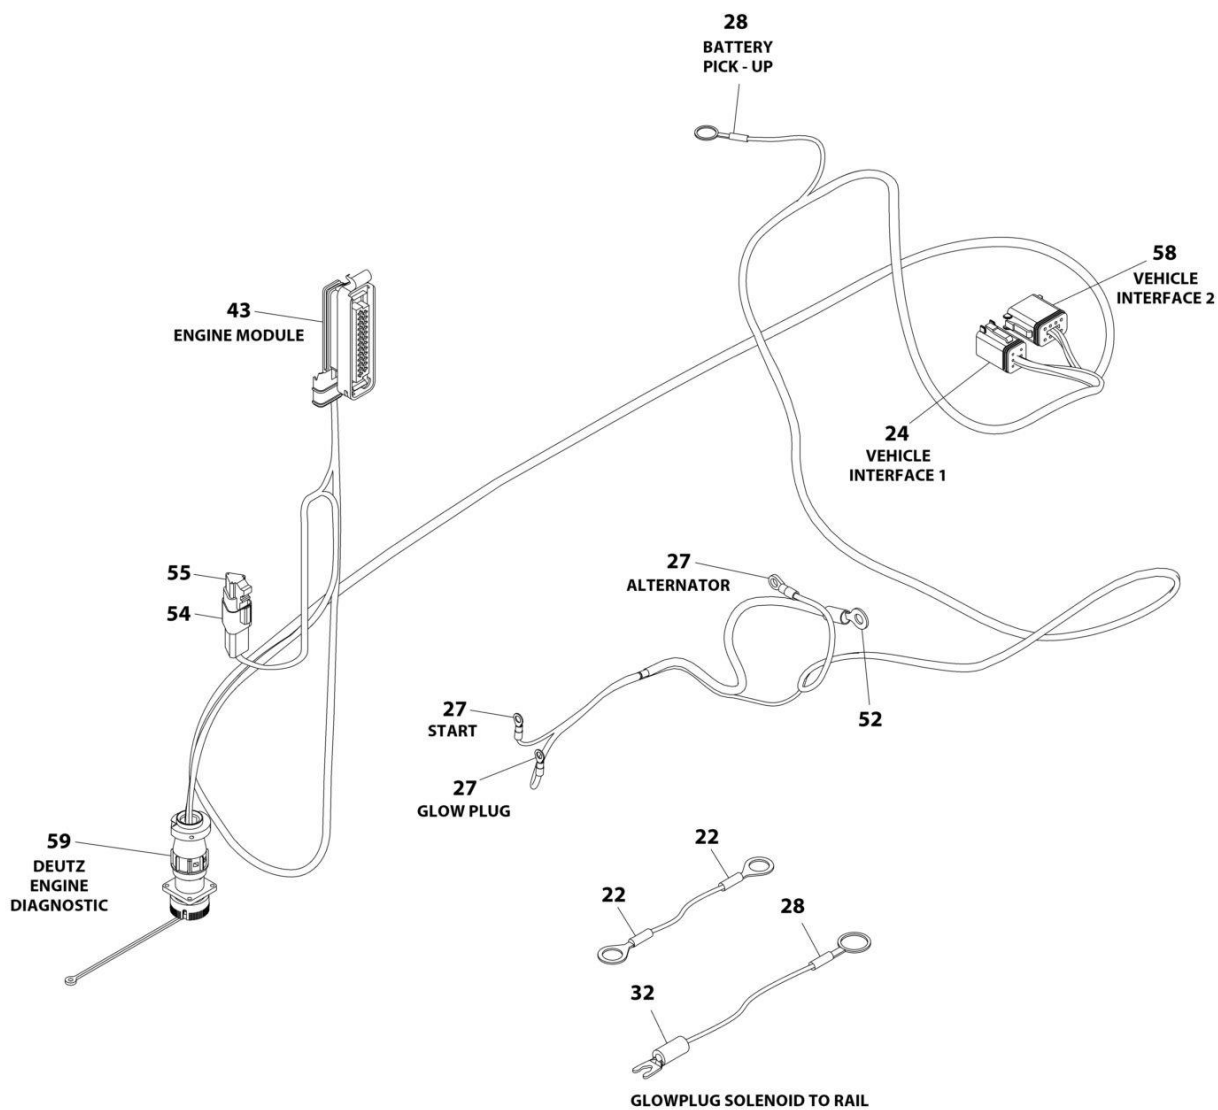 28
BATTERY
PICK - UP
58
VEHICLE
INTERFACE 2
43
ENGINE MODULE
24
VEHICLE
INTERFACE 1
55
54
27
ALTERNATOR
27
START
52
27
GLOW PLUG
59
DEUTZ
ENGINE
DIAGNOSTIC
22
22
28
32
GLOWPLUG SOLENOID TO RAIL